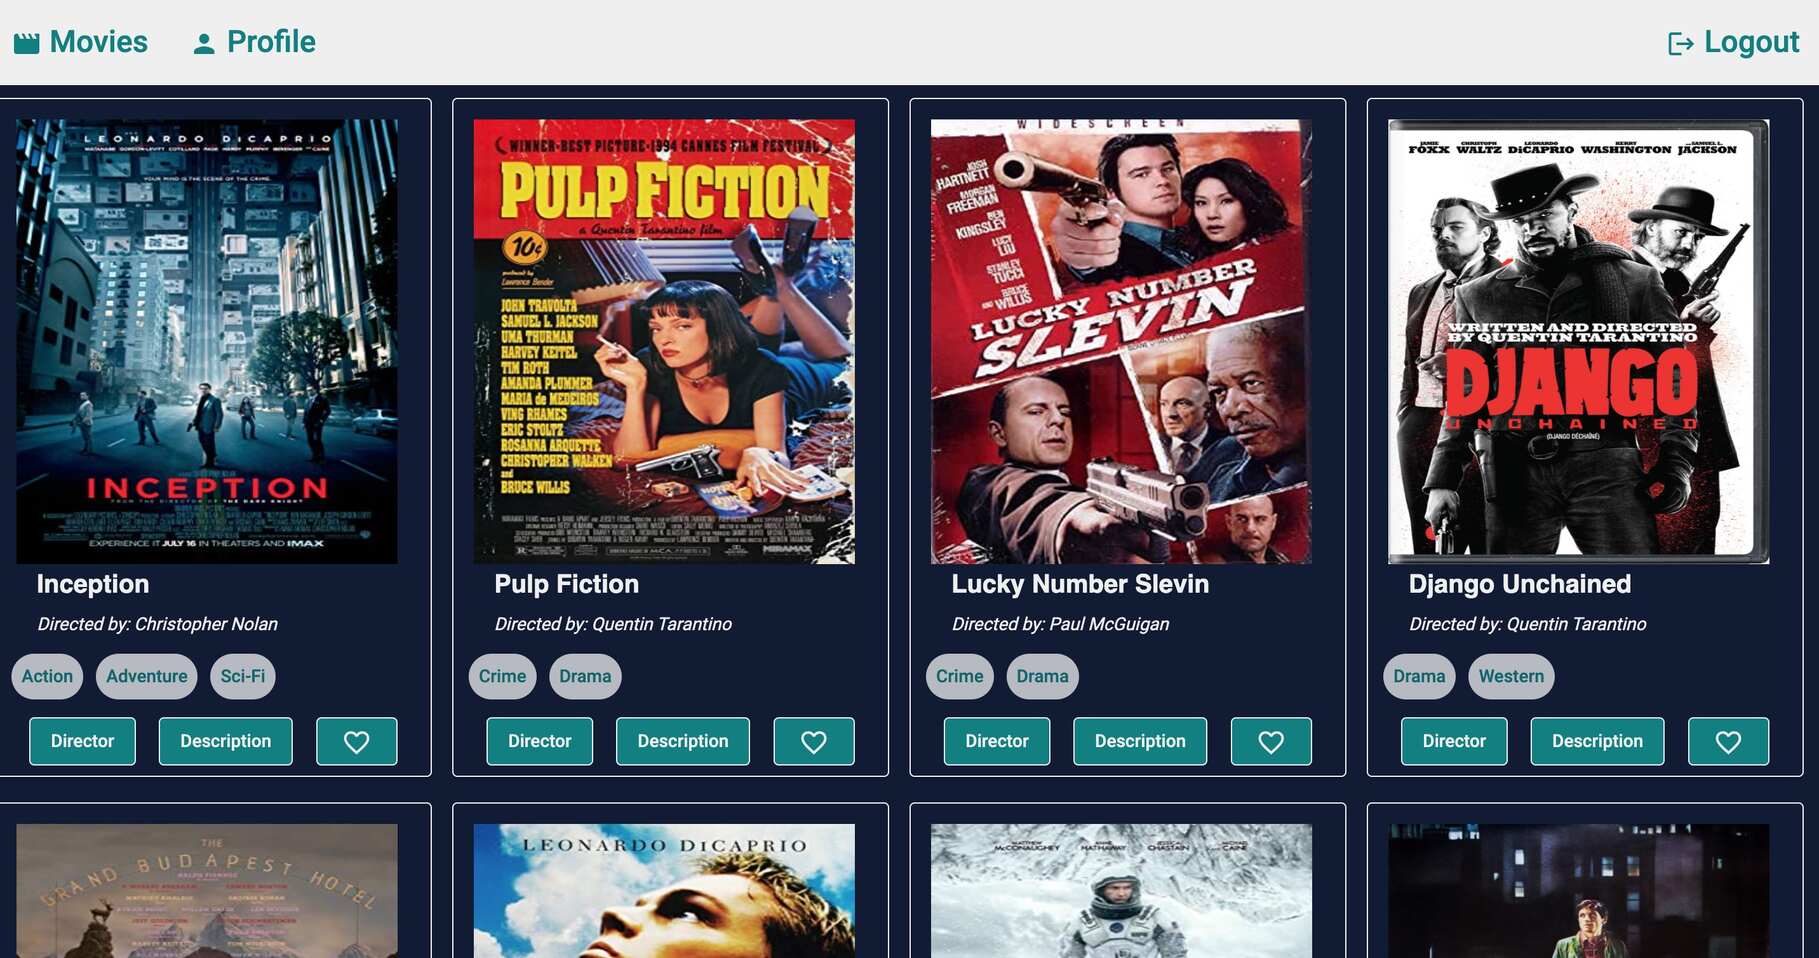 Movies
Profile
Logout
LEONARDO DiCAPRIO
YOUR MIND IS THE SCENE OF THE CRIME.
INCEPTION
FROM THE DIRECTOR OF THE DARK KNIGHT
EXPERIENCE IT JULY 16 IN THEATERS AND IMAX
WINNER-BEST PICTURE-1994 CANNES FILM FESTIVAL
PULP FICTION
a Quentin Tarantino film
10¢
produced by
Lawrence Bender
JOHN TRAVOLTA
SAMUEL L. JACKSON
UMA THURMAN
HARVEY KEITEL
TIM ROTH
AMANDA PLUMMER
MARIA de MEDEIROS
VING RHAMES
ERIC STOLTZ
ROSANNA ARQUETTE
CHRISTOPHER WALKEN
and
BRUCE WILLIS
MIRAMAX
WIDESCREEN
JOSH
HARTNETT
MORGAN
FREEMAN
BEN
KINGSLEY
LUCY
LIU
STANLEY
TUCCI
AND BRUCE
WILLIS
LUCKY NUMBER
SLEVIN
JAMIE FOXX
CHRISTOPH WALTZ
LEONARDO DiCAPRIO
KERRY WASHINGTON
SAMUEL L. JACKSON
WRITTEN AND DIRECTED
BY QUENTIN TARANTINO
DJANGO
UNCHAINED
(DJANGO DÉCHAÎNÉ)
Inception
Directed by: Christopher Nolan
Action Adventure Sci-Fi
Director Description
Pulp Fiction
Directed by: Quentin Tarantino
Crime Drama
Director Description
Lucky Number Slevin
Directed by: Paul McGuigan
Crime Drama
Director Description
Django Unchained
Directed by: Quentin Tarantino
Drama Western
Director Description
THE
GRAND BUDAPEST HOTEL
LEONARDO DiCAPRIO
MATTHEW McCONAUGHEY
ANNE HATHAWAY
JESSICA CHASTAIN
MICHAEL CAINE